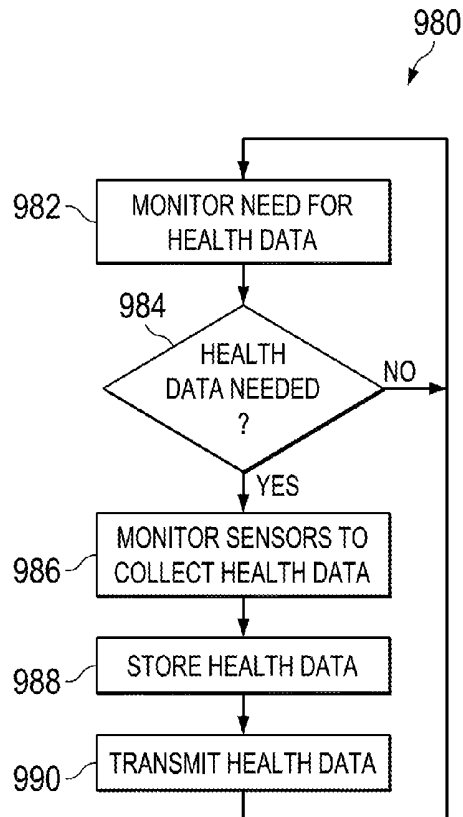 980
982
MONITOR NEED FOR
HEALTH DATA
984
HEALTH
DATA NEEDED
?
NO
YES
986
MONITOR SENSORS TO
COLLECT HEALTH DATA
988
STORE HEALTH DATA
990
TRANSMIT HEALTH DATA